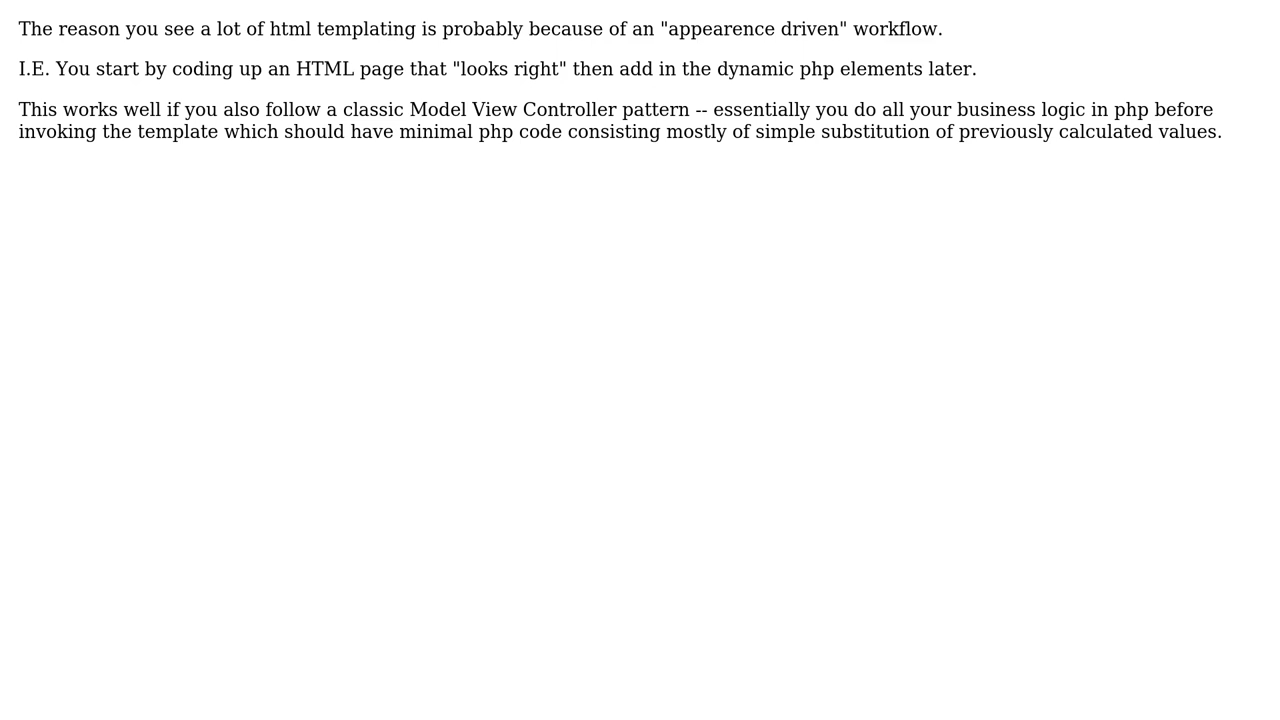 The reason you see a lot of html templating is probably because of an "appearence driven" workflow.
I.E. You start by coding up an HTML page that "looks right" then add in the dynamic php elements later.
This works well if you also follow a classic Model View Controller pattern -- essentially you do all your business logic in php before
invoking the template which should have minimal php code consisting mostly of simple substitution of previously calculated values.